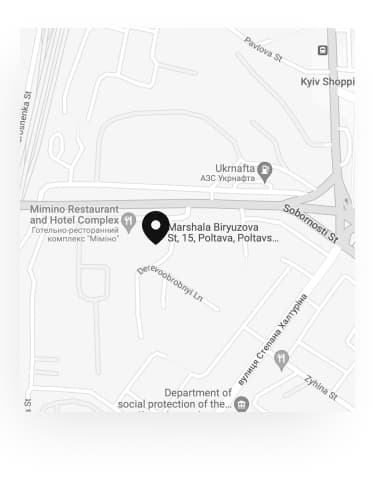 Pavlova St
Kyiv Shoppi
rosnenka St
Ukrnafta
АЗС Укрнафта
Mimino Restaurant
and Hotel Complex
Готельно-ресторанний
комплекс "Міміно"
Marshala Biryuzova
St, 15, Poltava, Poltavs...
Sobornosti St
Derevoobrobnyi Ln
вулиця Степана Халтуріна
Zyhina St
Department of
social protection of the...
St